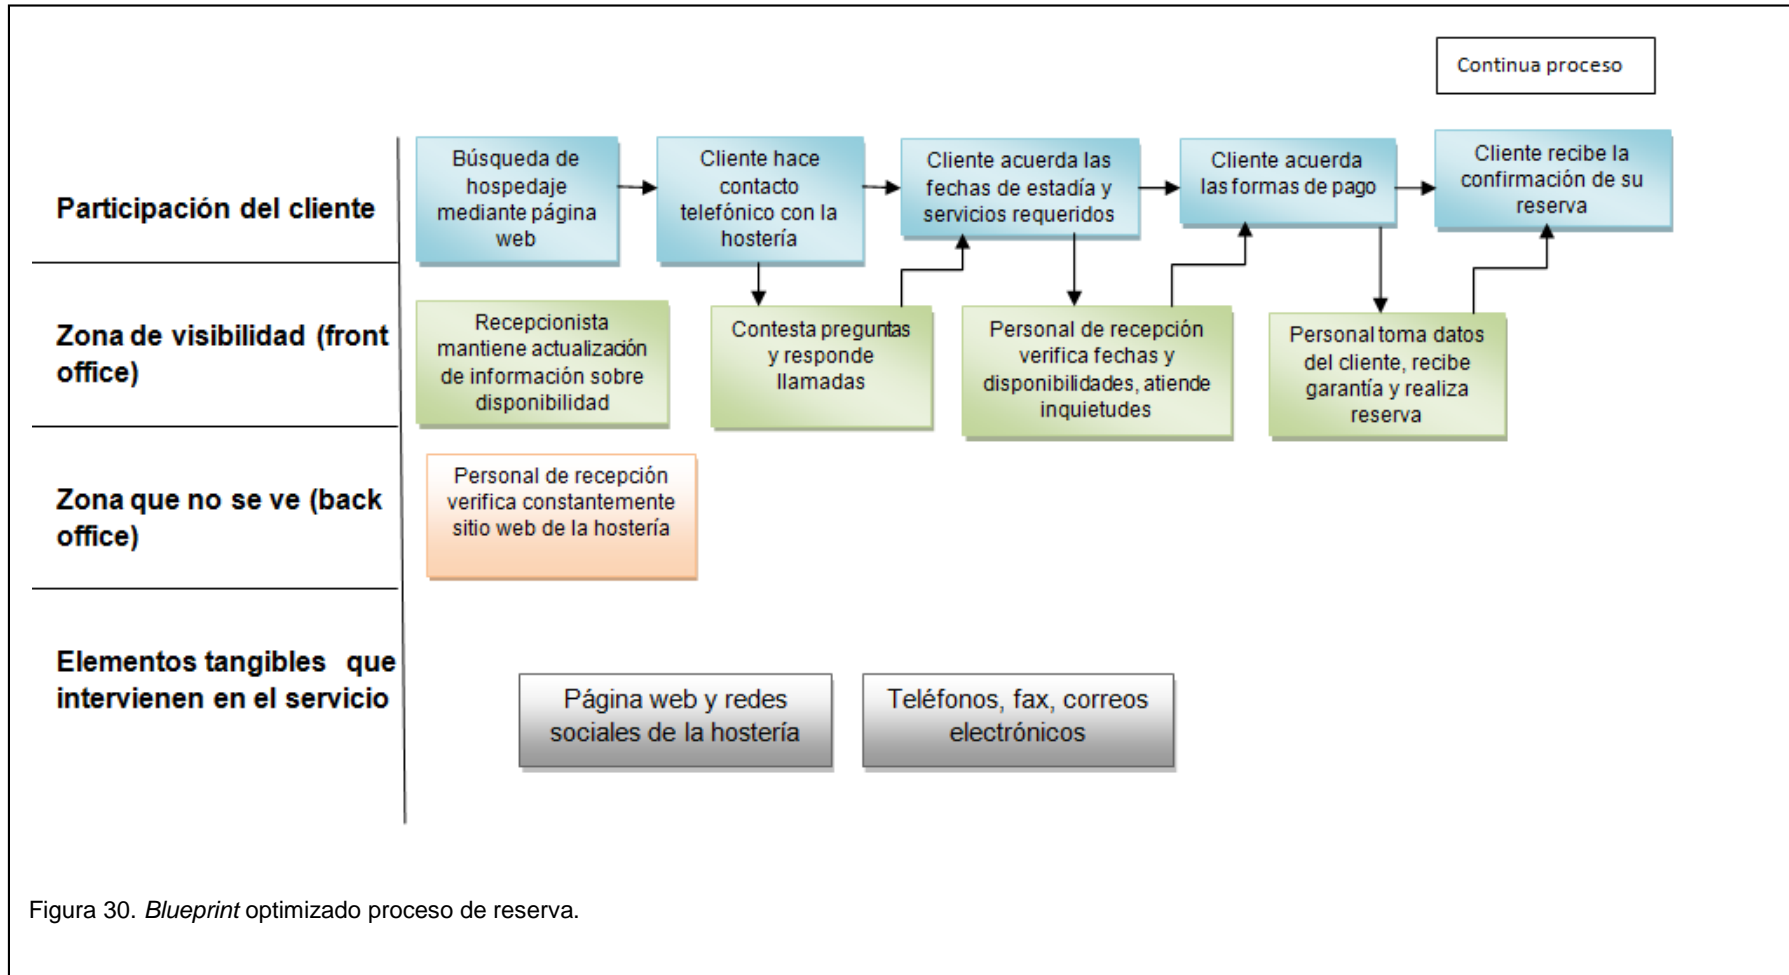 Continua proceso
Participación del cliente
Búsqueda de
hospedaje
mediante página
web
Cliente hace
contacto
telefónico con la
hostería
Cliente acuerda las
fechas de estadía y
servicios requeridos
Cliente acuerda
las formas de pago
Cliente recibe la
confirmación de su
reserva
Zona de visibilidad (front
office)
Recepcionista
mantiene actualización
de información sobre
disponibilidad
Contesta preguntas
y responde
llamadas
Personal de recepción
verifica fechas y
disponibilidades, atiende
inquietudes
Personal toma datos
del cliente, recibe
garantía y realiza
reserva
Zona que no se ve (back
office)
Personal de recepción
verifica constantemente
sitio web de la hostería
Elementos tangibles que
intervienen en el servicio
Página web y redes
sociales de la hostería
Teléfonos, fax, correos
electrónicos
Figura 30. Blueprint optimizado proceso de reserva.